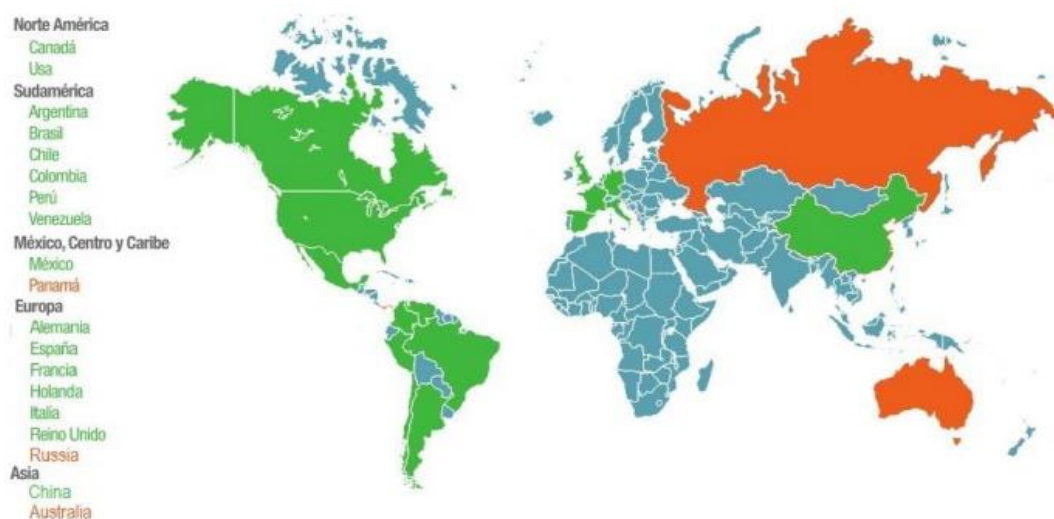 Norte América
Canadá
Usa
Sudamérica
Argentina
Brasil
Chile
Colombia
Perú
Venezuela
México, Centro y Caribe
México
Panamá
Europa
Alemania
España
Francia
Holanda
Italia
Reino Unido
Russia
Asia
China
Australia